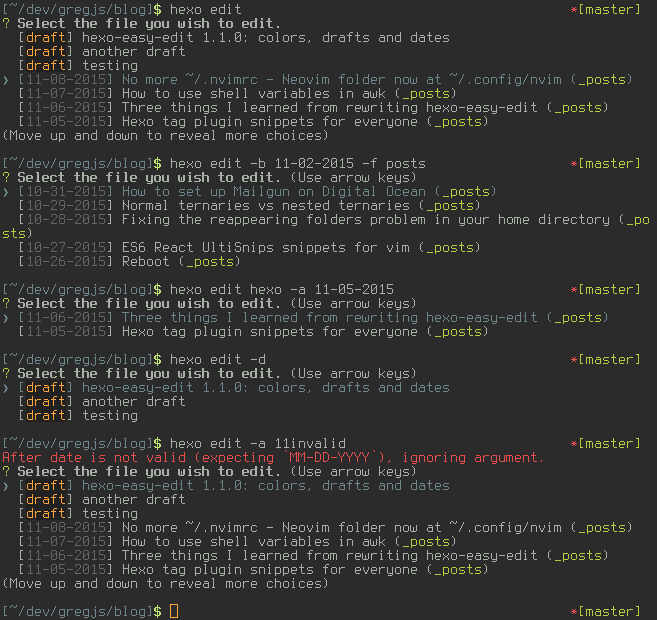 [~/dev/gregjs/blog]$ hexo edit *[master]
? Select the file you wish to edit.
[draft] hexo-easy-edit 1.1.0: colors, drafts and dates
[draft] another draft
[draft] testing
❯ [11-08-2015] No more ~/.nvimrc - Neovim folder now at ~/.config/nvim (_posts)
[11-07-2015] How to use shell variables in awk (_posts)
[11-06-2015] Three things I learned from rewriting hexo-easy-edit (_posts)
[11-05-2015] Hexo tag plugin snippets for everyone (_posts)
(Move up and down to reveal more choices)
[~/dev/gregjs/blog]$ hexo edit -b 11-02-2015 -f posts *[master]
? Select the file you wish to edit. (Use arrow keys)
❯ [10-31-2015] How to set up Mailgun on Digital Ocean (_posts)
[10-29-2015] Normal ternaries vs nested ternaries (_posts)
[10-28-2015] Fixing the reappearing folders problem in your home directory (_po
sts)
[10-27-2015] ES6 React UltiSnips snippets for vim (_posts)
[10-26-2015] Reboot (_posts)
[~/dev/gregjs/blog]$ hexo edit hexo -a 11-05-2015 *[master]
? Select the file you wish to edit. (Use arrow keys)
❯ [11-06-2015] Three things I learned from rewriting hexo-easy-edit (_posts)
[11-05-2015] Hexo tag plugin snippets for everyone (_posts)
[~/dev/gregjs/blog]$ hexo edit -d *[master]
? Select the file you wish to edit. (Use arrow keys)
❯ [draft] hexo-easy-edit 1.1.0: colors, drafts and dates
[draft] another draft
[draft] testing
[~/dev/gregjs/blog]$ hexo edit -a 11invalid *[master]
After date is not valid (expecting `MM-DD-YYYY`), ignoring argument.
? Select the file you wish to edit. (Use arrow keys)
❯ [draft] hexo-easy-edit 1.1.0: colors, drafts and dates
[draft] another draft
[draft] testing
[11-08-2015] No more ~/.nvimrc - Neovim folder now at ~/.config/nvim (_posts)
[11-07-2015] How to use shell variables in awk (_posts)
[11-06-2015] Three things I learned from rewriting hexo-easy-edit (_posts)
[11-05-2015] Hexo tag plugin snippets for everyone (_posts)
(Move up and down to reveal more choices)
[~/dev/gregjs/blog]$ *[master]